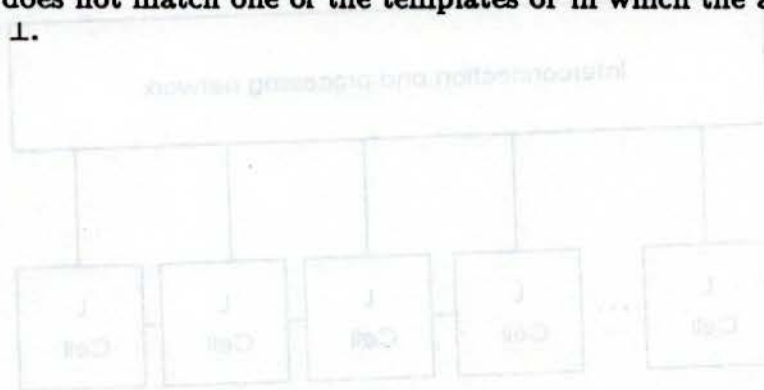 does not match one of the templates or in which the a
⊥.
Interconnection and processing network
L L L L L
Cell Cell Cell Cell ... Cell